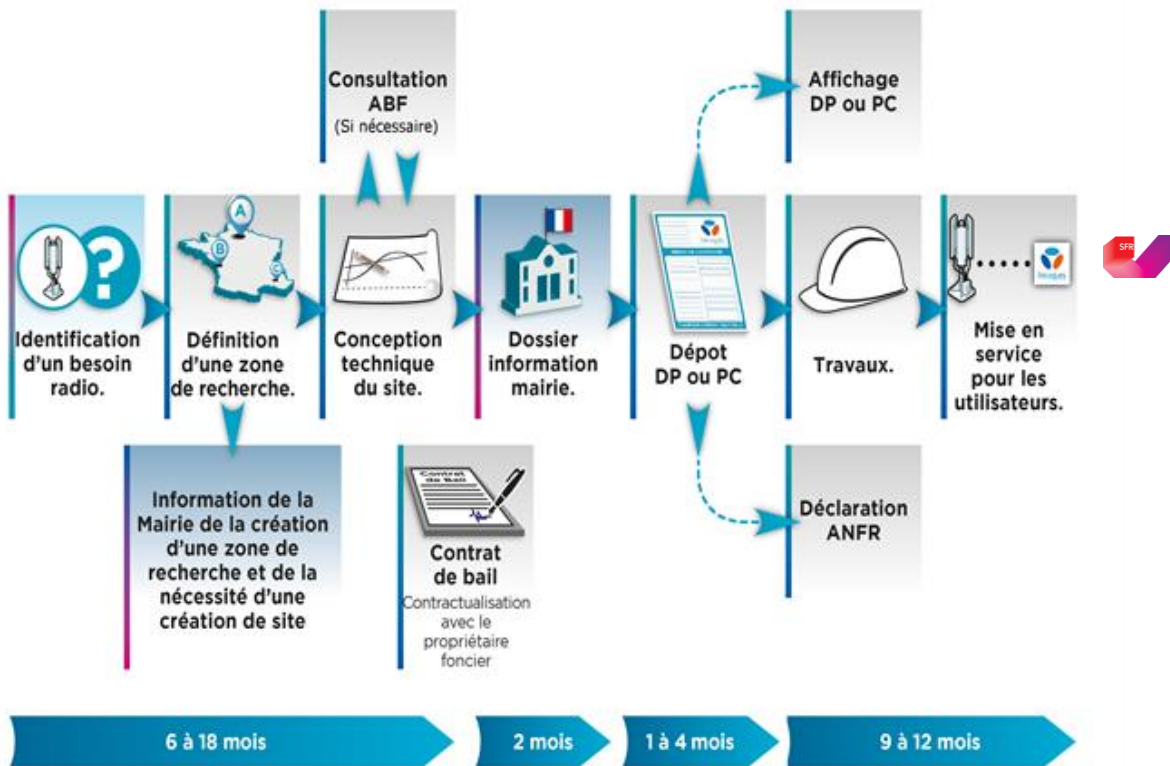 Consultation
ABF
(Si nécessaire)
Affichage
DP ou PC
A
B
C
Identification
d'un besoin
radio.
Définition
d'une zone
de recherche.
Conception
technique
du site.
Dossier
information
mairie.
Dépot
DP ou PC
Travaux.
Mise en
service
pour les
utilisateurs.
SFR
Information de la
Mairie de la création
d'une zone de
recherche et de la
nécessité d'une
création de site
Contrat
de Bail
Contrat
de bail
Contractualisation
avec le
propriétaire
foncier
Déclaration
ANFR
6 à 18 mois
2 mois
1 à 4 mois
9 à 12 mois